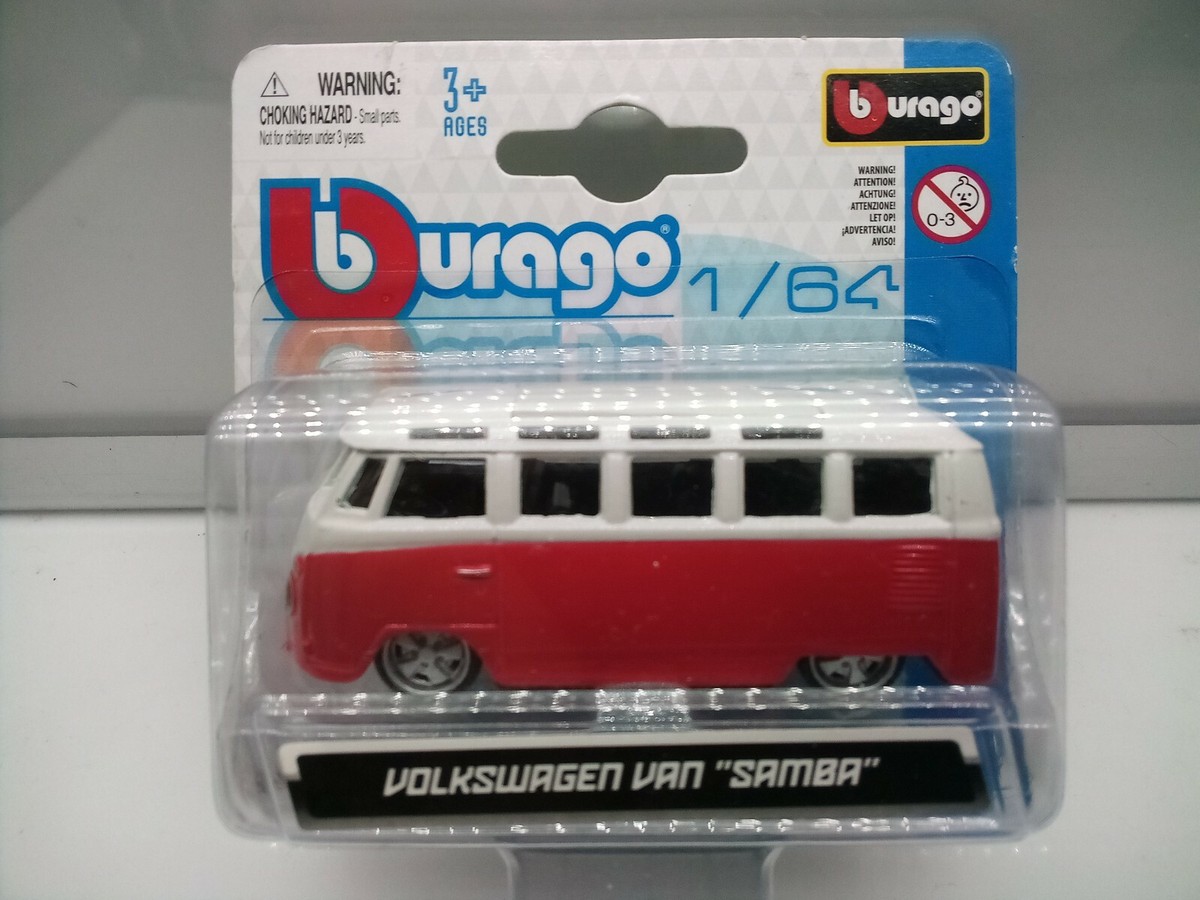 WARNING:
CHOKING HAZARD - Small parts.
Not for children under 3 years.
3+
AGES
burago®
WARNING!
ATTENTION!
ACHTUNG!
ATTENZIONE!
LET OP!
¡ADVERTENCIA!
AVISO!
0-3
burago®
1/64
VOLKSWAGEN VAN "SAMBA"